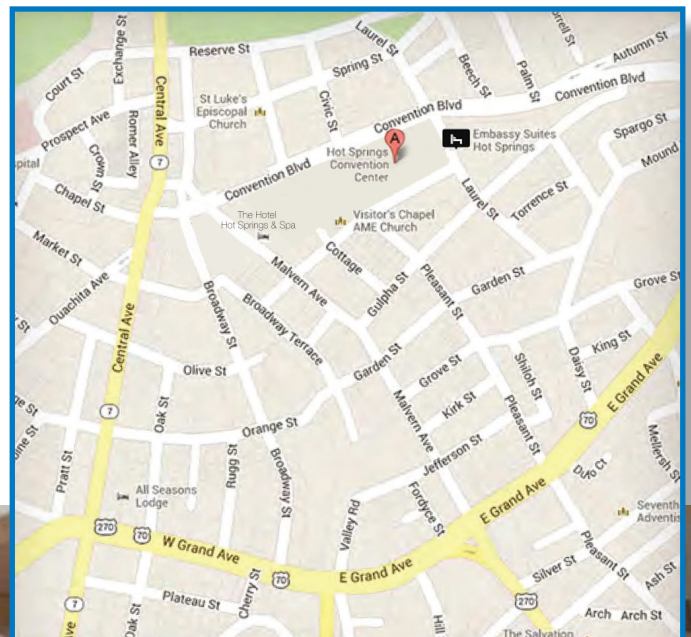 Exchange St
Reserve St
Laurel St
Spring St
Beech St
Palm St
Autumn St
Court St
Central Ave
St Luke's
Episcopal
Church
Civic St
Convention Blvd
Convention Blvd
Prospect Ave
Romer Alley
7
A
Embassy Suites
Hot Springs
Spargo St
Crown St
Hot Springs
Convention
Center
Mound
Chapel St
Convention Blvd
Laurel St
Torrence St
The Hotel
Hot Springs & Spa
Visitor's Chapel
AME Church
Market St
Cottage
Malvern Ave
Gulpha St
Pleasant St
Garden St
Grove St
Ouachita Ave
Broadway St
Broadway Terrace
Central Ave
Olive St
Garden St
Grove St
Shiloh St
Daisy St
King St
E Grand Ave
7
Oak St
Orange St
Malvern Ave
Kirk St
Pleasant St
70
Pratt St
Rugg St
Broadway St
Jefferson St
Mellersh St
All Seasons
Lodge
Valley Rd
Fordyce St
E Grand Ave
Seventh
Adventis
270
70
W Grand Ave
70
E Grand Ave
Pleasant St
Silver St
Ash St
7
Oak St
Plateau St
Cherry St
Hill
270
Arch
Arch St
The Salvation